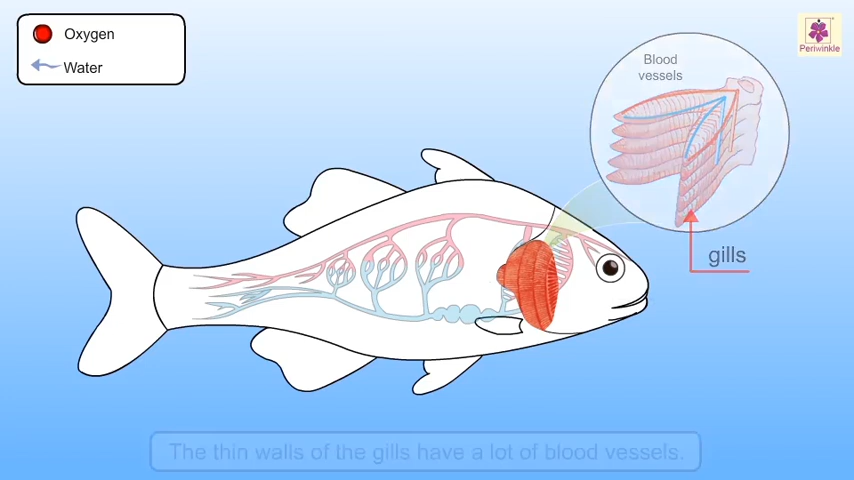 Oxygen
Water
Periwinkle
Blood
vessels
gills
The thin walls of the gills have a lot of blood vessels.